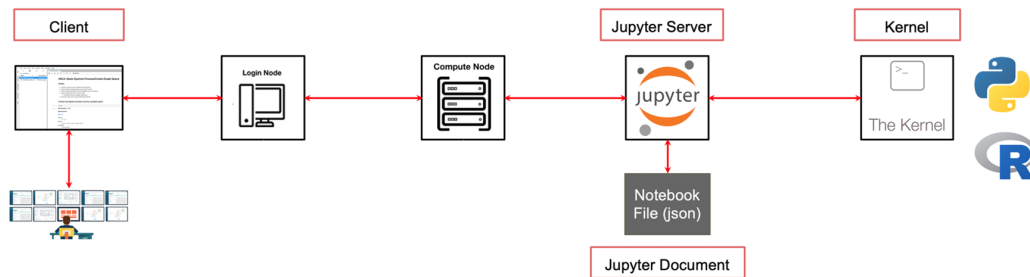 Client
Jupyter Server
Kernel
Login Node
Compute Node
jupyter
>_
The Kernel
R
Notebook
File (json)
Jupyter Document